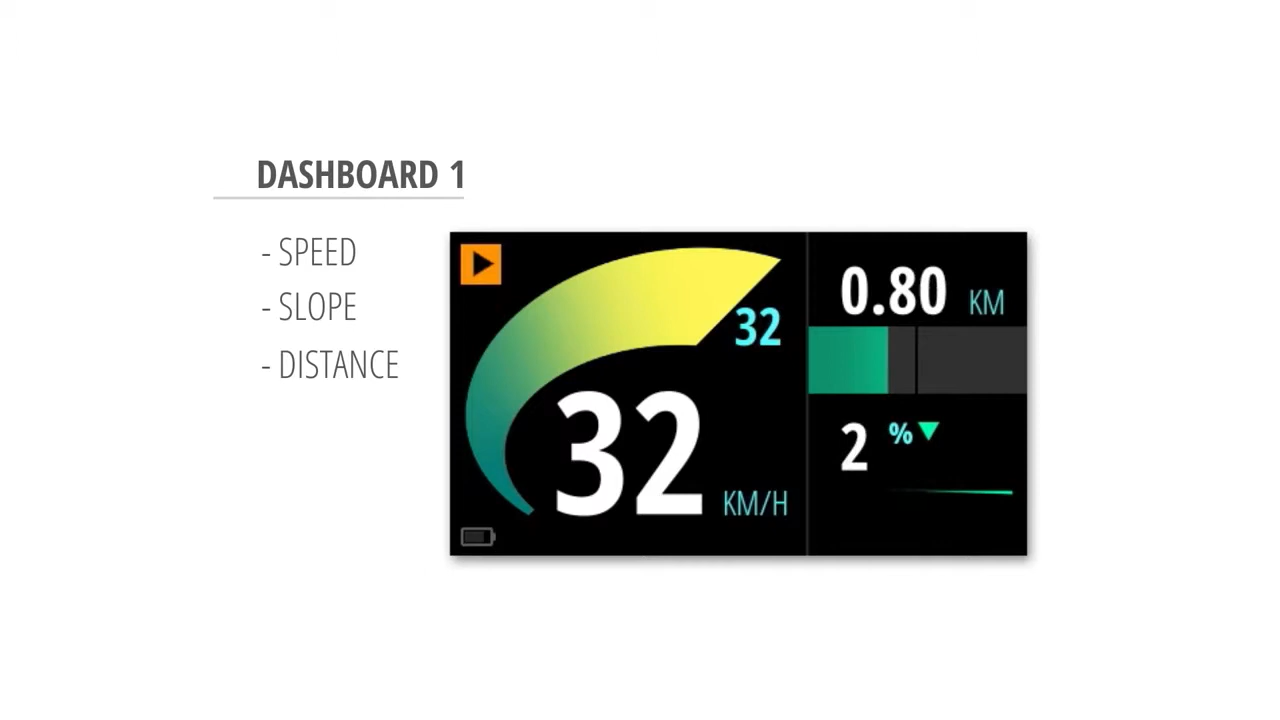 DASHBOARD 1
- SPEED
- SLOPE
- DISTANCE
32
32 KM/H
0.80 KM
2 %